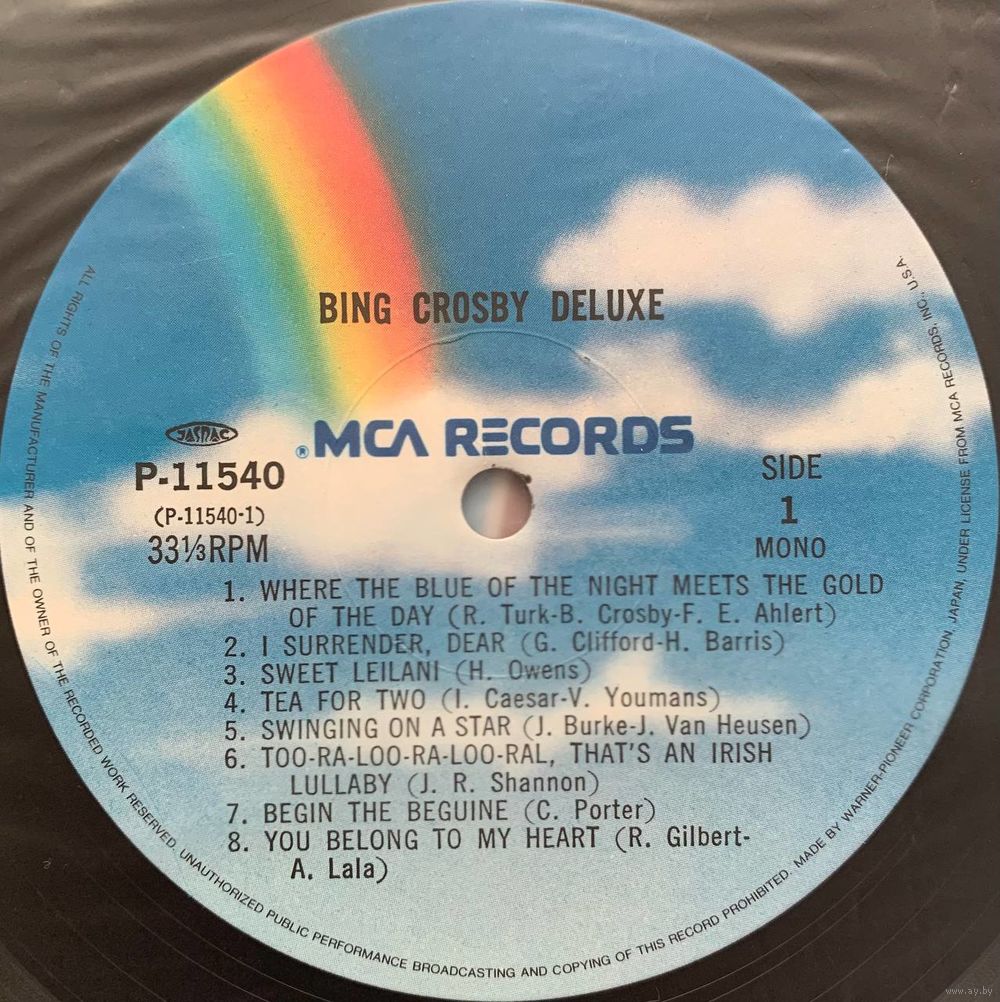 BING CROSBY DELUXE
® MCA RECORDS
JASRAC
P-11540
(P-11540-1)
33⅓RPM
SIDE
1
MONO
1. WHERE THE BLUE OF THE NIGHT MEETS THE GOLD
OF THE DAY (R. Turk-B. Crosby-F. E. Ahlert)
2. I SURRENDER, DEAR (G. Clifford-H. Barris)
3. SWEET LEILANI (H. Owens)
4. TEA FOR TWO (I. Caesar-V. Youmans)
5. SWINGING ON A STAR (J. Burke-J. Van Heusen)
6. TOO-RA-LOO-RA-LOO-RAL, THAT'S AN IRISH
LULLABY (J. R. Shannon)
7. BEGIN THE BEGUINE (C. Porter)
8. YOU BELONG TO MY HEART (R. Gilbert-
A. Lala)
ALL RIGHTS OF THE MANUFACTURER AND OF THE OWNER OF THE RECORDED WORK RESERVED. UNAUTHORIZED PUBLIC PERFORMANCE BROADCASTING AND COPYING OF THIS RECORD PROHIBITED. MADE BY WARNER-PIONEER CORPORATION, JAPAN, UNDER LICENSE FROM MCA RECORDS, INC., U.S.A.
www.ay.by